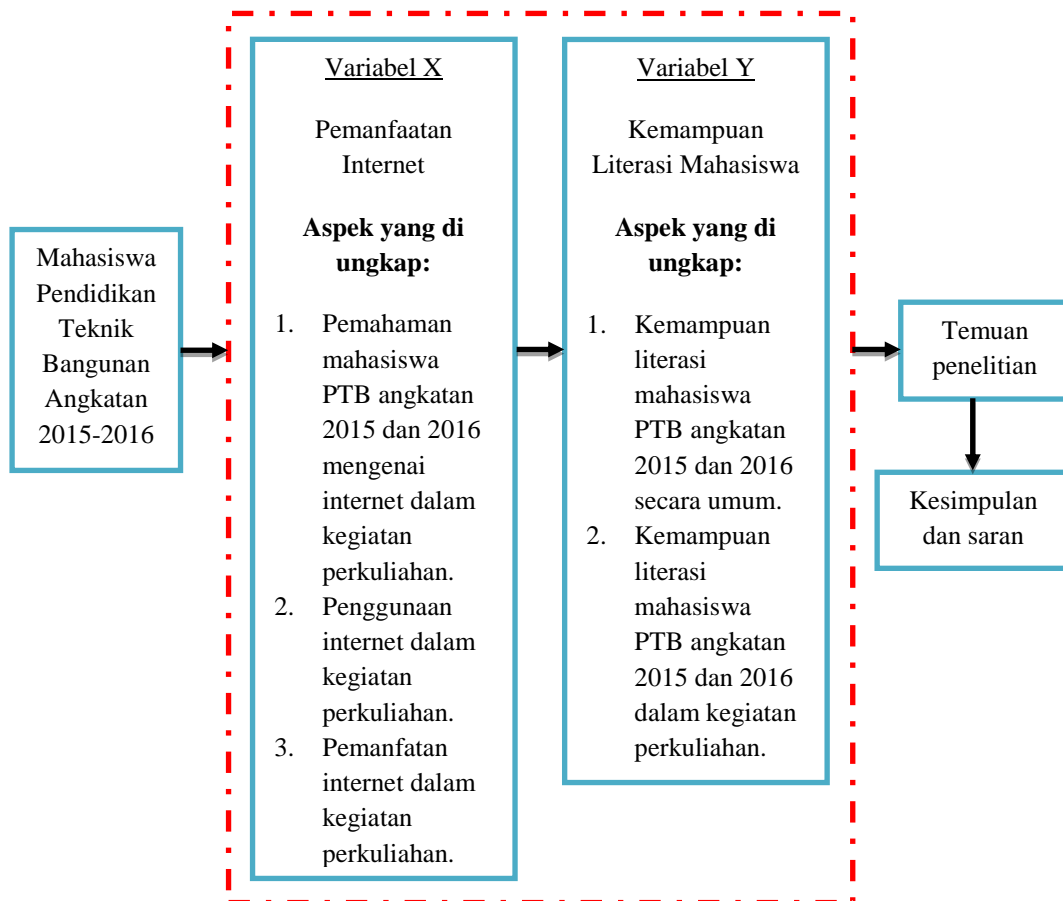 Mahasiswa
Pendidikan
Teknik
Bangunan
Angkatan
2015-2016
Variabel X
Pemanfaatan
Internet
Aspek yang di
ungkap:
1. Pemahaman
mahasiswa
PTB angkatan
2015 dan 2016
mengenai
internet dalam
kegiatan
perkuliahan.
2. Penggunaan
internet dalam
kegiatan
perkuliahan.
3. Pemanfatan
internet dalam
kegiatan
perkuliahan.
Variabel Y
Kemampuan
Literasi Mahasiswa
Aspek yang di
ungkap:
1. Kemampuan
literasi
mahasiswa
PTB angkatan
2015 dan 2016
secara umum.
2. Kemampuan
literasi
mahasiswa
PTB angkatan
2015 dan 2016
dalam kegiatan
perkuliahan.
Temuan
penelitian
Kesimpulan
dan saran